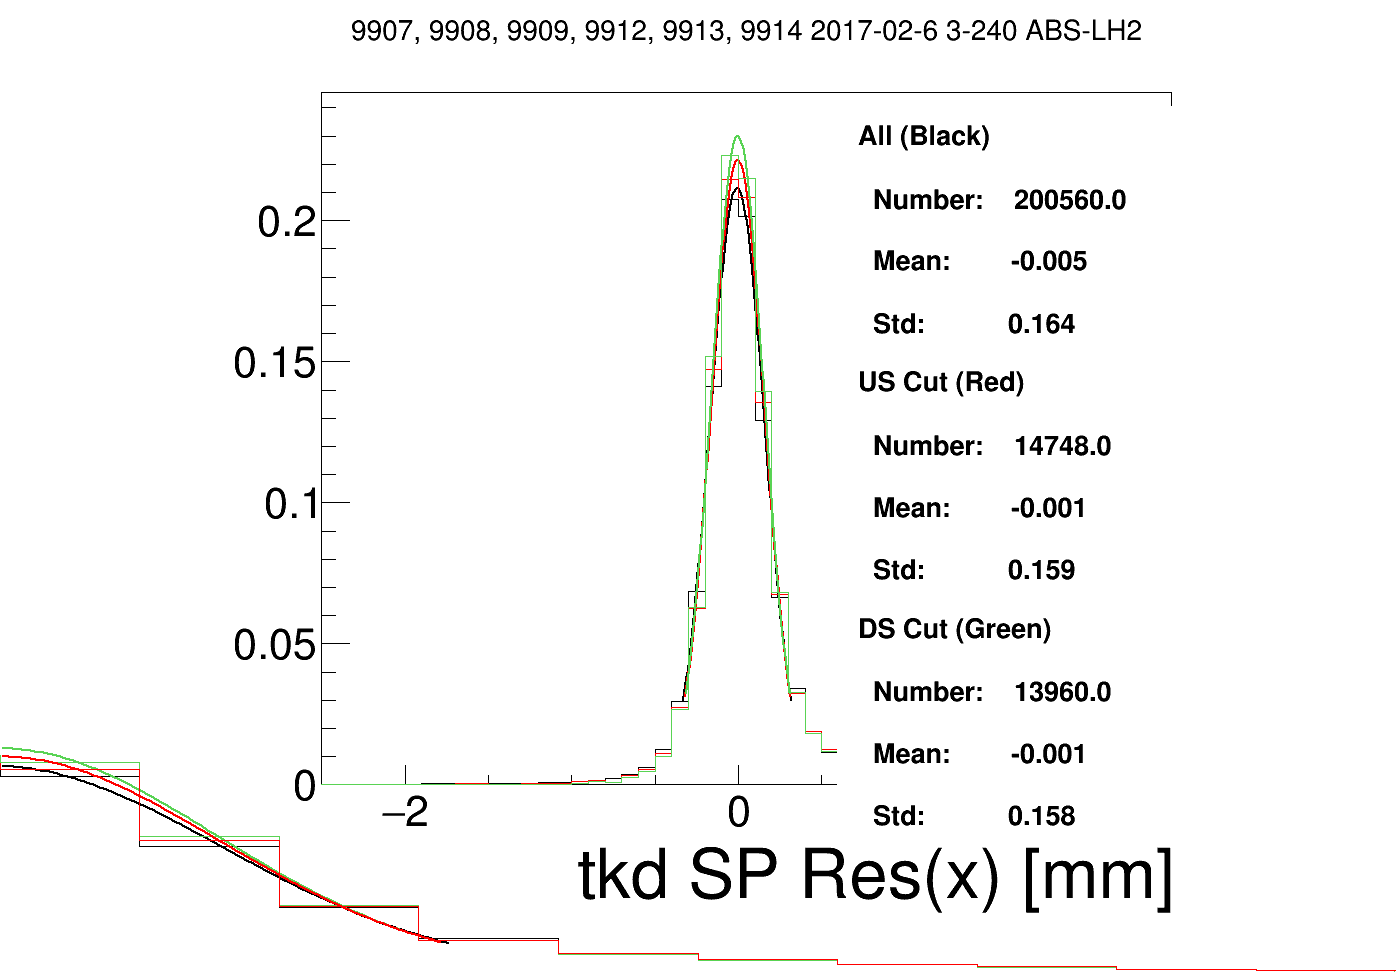 9907, 9908, 9909, 9912, 9913, 9914 2017-02-6 3-240 ABS-LH2
All (Black)
Number: 200560.0
Mean: -0.005
Std: 0.164
US Cut (Red)
Number: 14748.0
Mean: -0.001
Std: 0.159
DS Cut (Green)
Number: 13960.0
Mean: -0.001
Std: 0.158
0.2
0.15
0.1
0.05
0
−2 0
tkd SP Res(x) [mm]